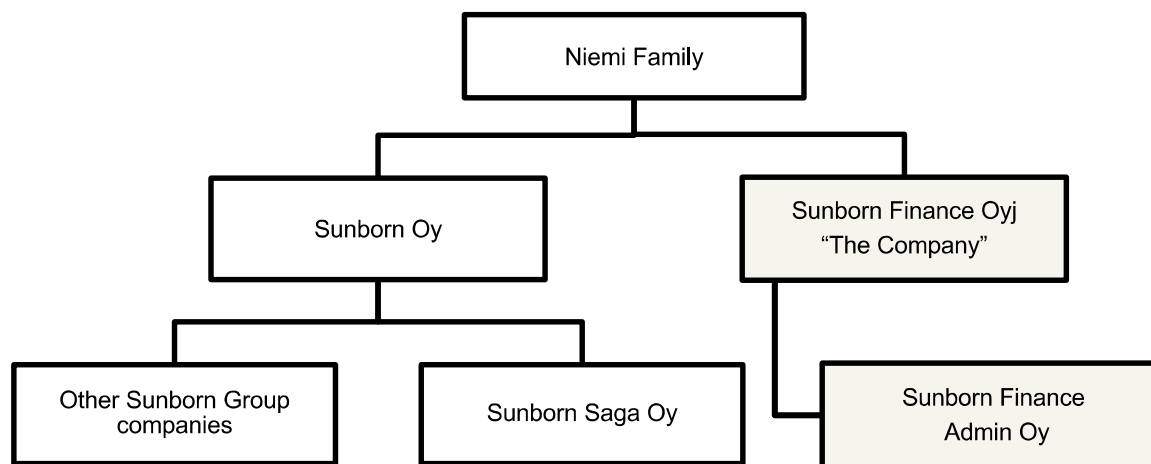 Niemi Family
Sunborn Oy
Sunborn Finance Oyj
“The Company”
Other Sunborn Group
companies
Sunborn Saga Oy
Sunborn Finance
Admin Oy